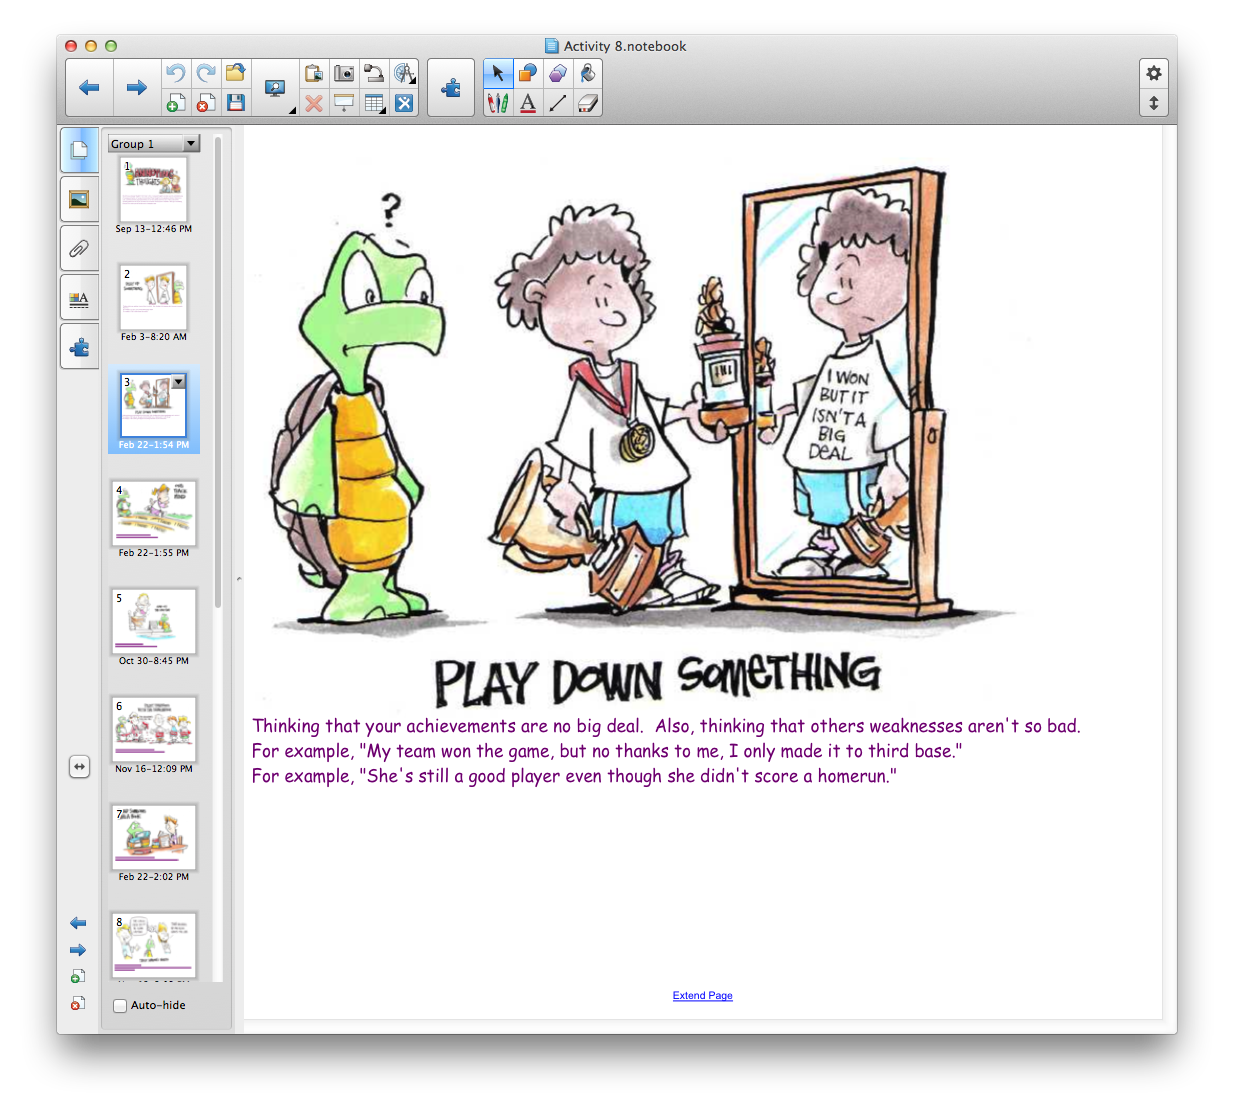 Activity 8.notebook
Group 1
1
Sep 13-12:46 PM
2
Feb 3-8:20 AM
3
Feb 22-1:54 PM
4
Feb 22-1:55 PM
5
Oct 30-8:45 PM
6
Nov 16-12:09 PM
7
Feb 22-2:02 PM
8
Auto-hide
?
I WON
BUT IT
ISN'T A
BIG
DEAL
PLAY DOWN SOMETHING
Thinking that your achievements are no big deal.  Also, thinking that others weaknesses aren't so bad.
For example, "My team won the game, but no thanks to me, I only made it to third base."
For example, "She's still a good player even though she didn't score a homerun."
Extend Page